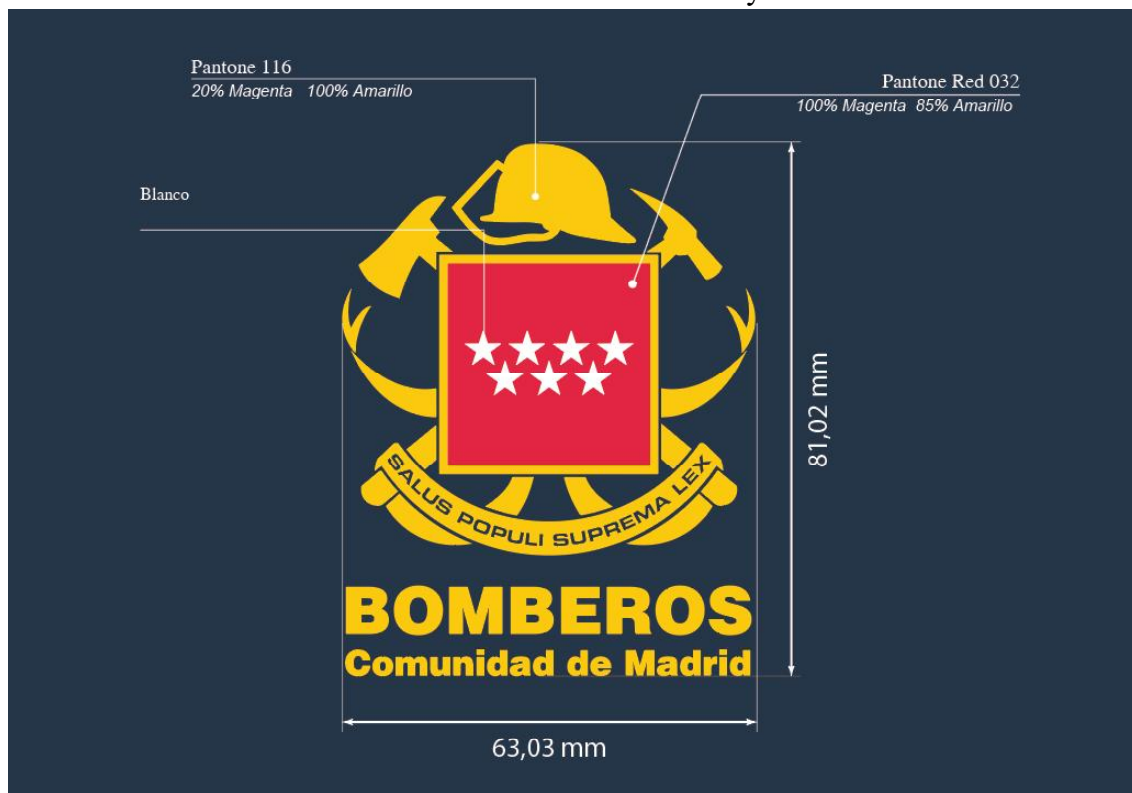 y
Pantone 116
20% Magenta 100% Amarillo
Pantone Red 032
100% Magenta 85% Amarillo
Blanco
81,02 mm
SALUS POPULI SUPREMA LEX
BOMBEROS
Comunidad de Madrid
63,03 mm